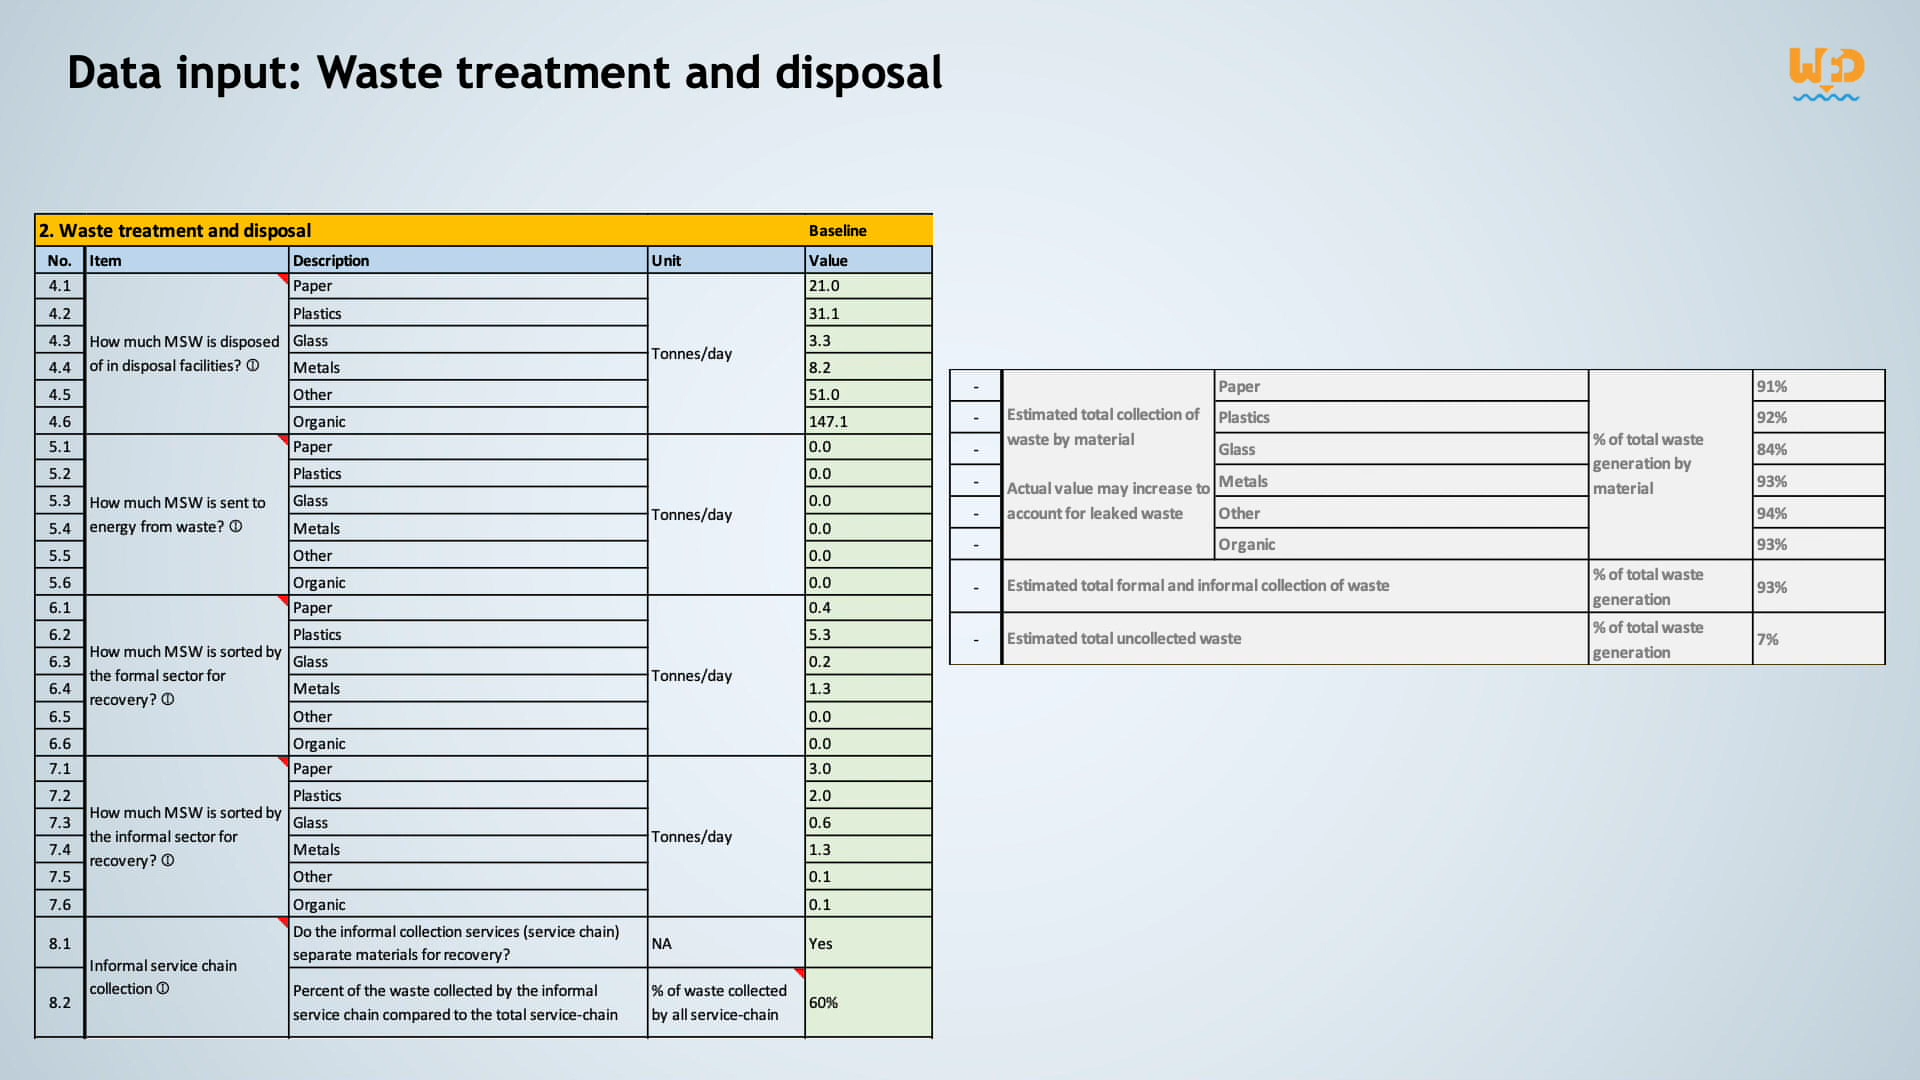 Data input: Waste treatment and disposal
W D
2. Waste treatment and disposal Baseline
No. Item Description Unit Value
4.1 Paper 21.0
4.2 Plastics 31.1
4.3 How much MSW is disposed Glass 3.3
Tonnes/day
4.4 of in disposal facilities? ⓘ Metals 8.2
4.5 Other 51.0
4.6 Organic 147.1
5.1 Paper 0.0
5.2 Plastics 0.0
5.3 How much MSW is sent to Glass 0.0
Tonnes/day
5.4 energy from waste? ⓘ Metals 0.0
5.5 Other 0.0
5.6 Organic 0.0
6.1 Paper 0.4
6.2 Plastics 5.3
How much MSW is sorted by
6.3 Glass 0.2
the formal sector for Tonnes/day
6.4 Metals 1.3
recovery? ⓘ
6.5 Other 0.0
6.6 Organic 0.0
7.1 Paper 3.0
7.2 Plastics 2.0
How much MSW is sorted by
7.3 Glass 0.6
the informal sector for Tonnes/day
7.4 Metals 1.3
recovery? ⓘ
7.5 Other 0.1
7.6 Organic 0.1
Informal service chain
collection ⓘ
8.1 Do the informal collection services (service chain) NA Yes
separate materials for recovery?
8.2 Percent of the waste collected by the informal % of waste collected 60%
service chain compared to the total service-chain by all service-chain
- Paper 91%
Estimated total collection of
- Plastics 92%
waste by material % of total waste
- Glass 84%
generation by
- Metals 93%
Actual value may increase to material
account for leaked waste
- Other 94%
- Organic 93%
- Estimated total formal and informal collection of waste % of total waste 93%
generation
- Estimated total uncollected waste % of total waste 7%
generation